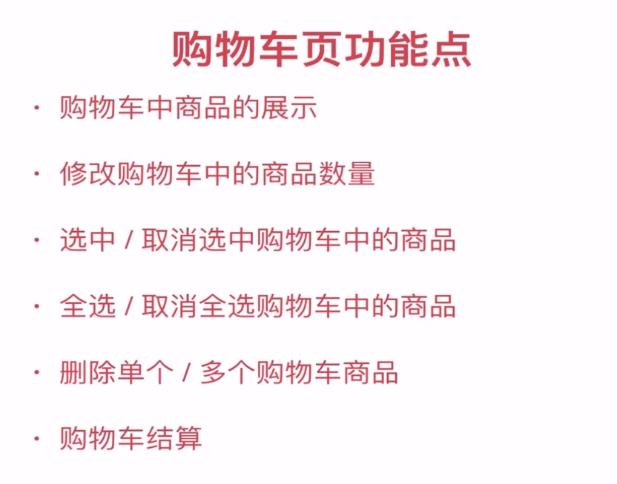 购物车页功能点
· 购物车中商品的展示
· 修改购物车中的商品数量
· 选中 / 取消选中购物车中的商品
· 全选 / 取消全选购物车中的商品
· 删除单个 / 多个购物车商品
· 购物车结算